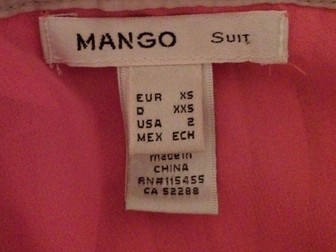 MANGO SUIT
EUR XS
D XXS
USA 2
MEX ECH
made in
CHINA
RN#115455
CA 52288